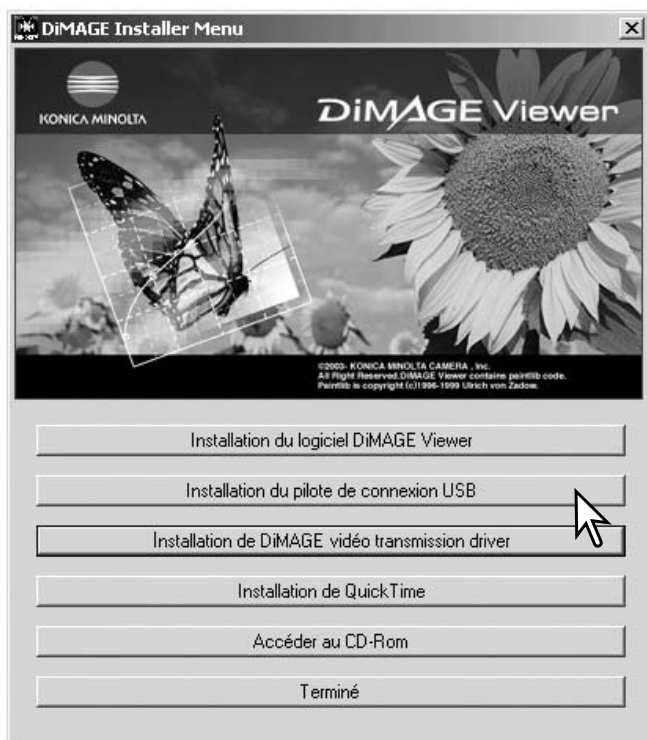 DiMAGE Installer Menu
KONICA MINOLTA
DiMAGE Viewer
©2003- KONICA MINOLTA CAMERA , Inc.
All Right Reserved.DiMAGE Viewer contains paintlib code.
Paintlib is copyright (c)1996-1999 Ulrich von Zadow.
Installation du logiciel DiMAGE Viewer
Installation du pilote de connexion USB
Installation de DiMAGE vidéo transmission driver
Installation de QuickTime
Accéder au CD-Rom
Terminé